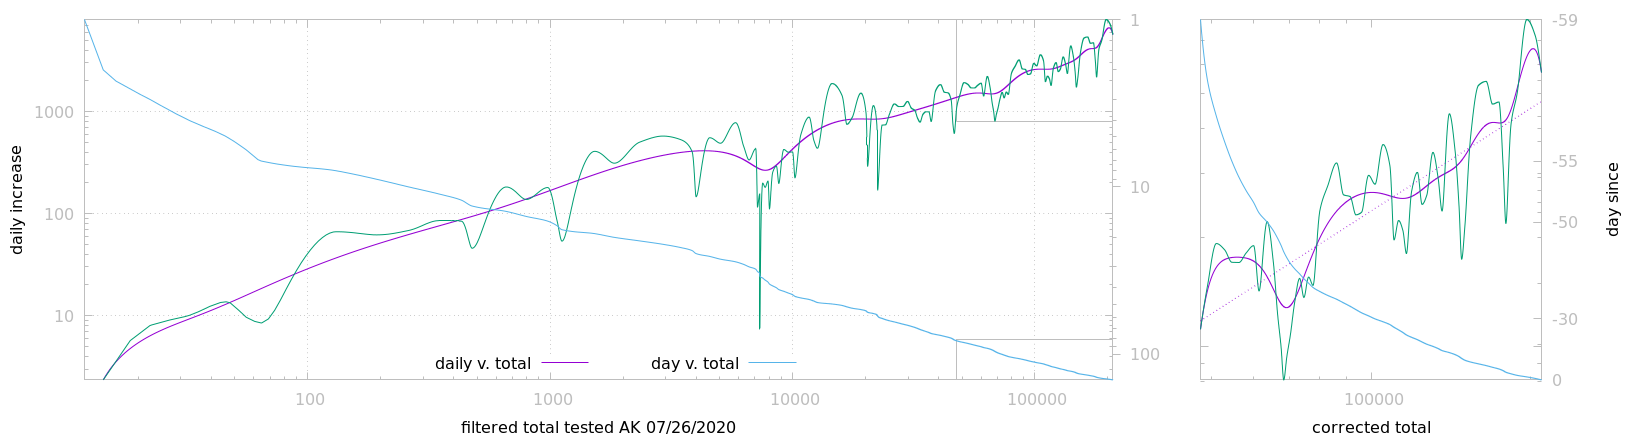 daily increase
1000
100
10
daily v. total
day v. total
100
1000
10000
100000
filtered total tested AK 07/26/2020
1
10
100
100000
corrected total
-59
-55
-50
-30
0
day since